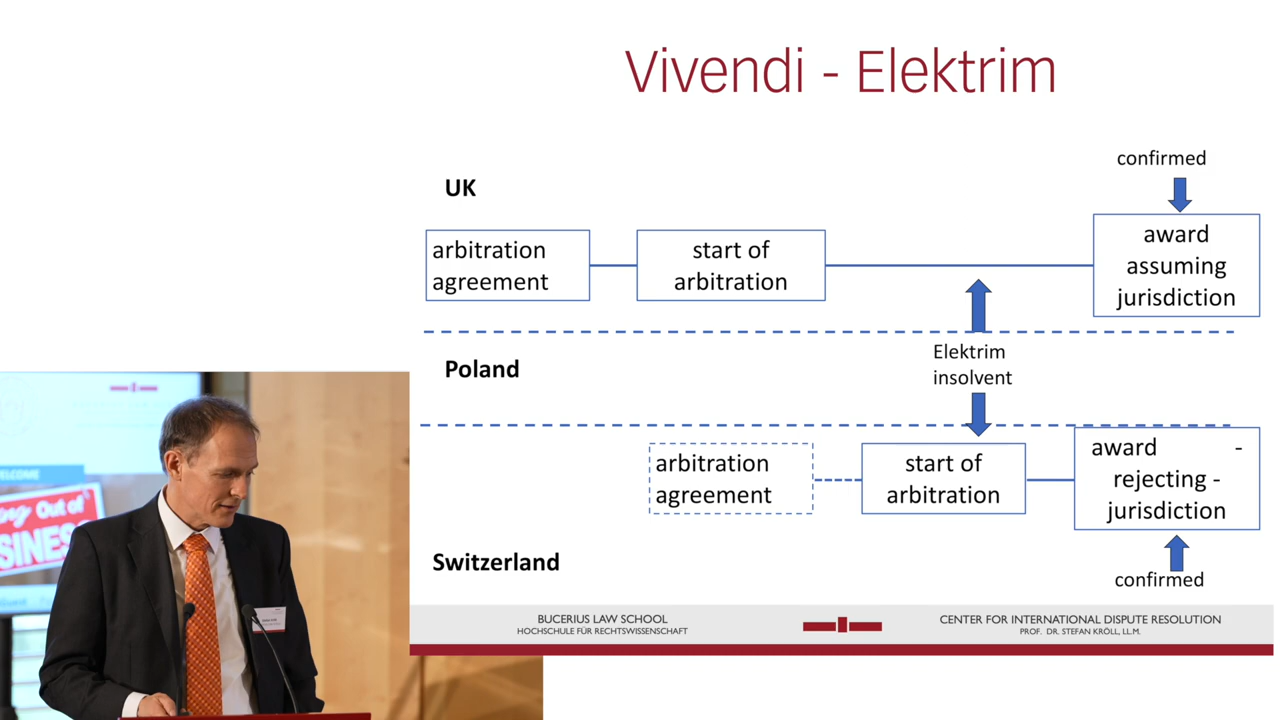 Vivendi - Elektrim
confirmed
UK
arbitration
agreement
start of
arbitration
award
assuming
jurisdiction
Poland
Elektrim
insolvent
arbitration
agreement
start of
arbitration
award -
rejecting -
jurisdiction
Switzerland
confirmed
BUCERIUS LAW SCHOOL
HOCHSCHULE FÜR RECHTSWISSENSCHAFT
CENTER FOR INTERNATIONAL DISPUTE RESOLUTION
PROF. DR. STEFAN KRÖLL, LL.M.
Out of